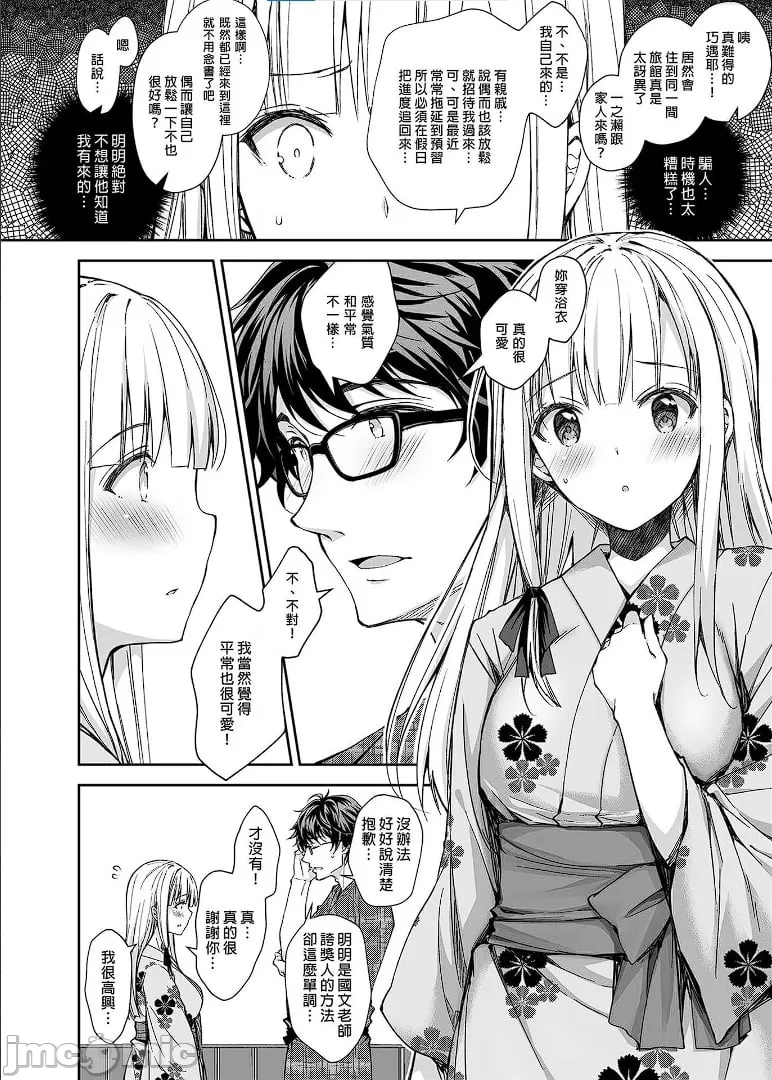 咦
真難得的
巧遇耶…！
居然會
住到同一間
旅館真是
太訝異了
一之瀨跟
家人來嗎？
騙人…
時機也太
糟糕了…
不、不是…
我自己來的…
有親戚…
說偶而也該放鬆
就招待我過來…
可、可是最近
常常拖延到預習
所以必須在假日
把進度追回來…
這樣啊…
既然都已經來到這裡
就不用念書了吧
偶而讓自己
放鬆一下不也
很好嗎？
嗯
話說…
明明絕對
不想讓他知道
我有來的…
妳穿浴衣
真的很
可愛
感覺氣質
和平常
不一樣…
不、不對！
我當然覺得
平常也很可愛！
沒辦法
好好說清楚
抱歉…
明明是國文老師
誇獎人的方法
卻這麼單調…
才沒有！
真…
真的很
謝謝你…
我很高興…
jmcomic